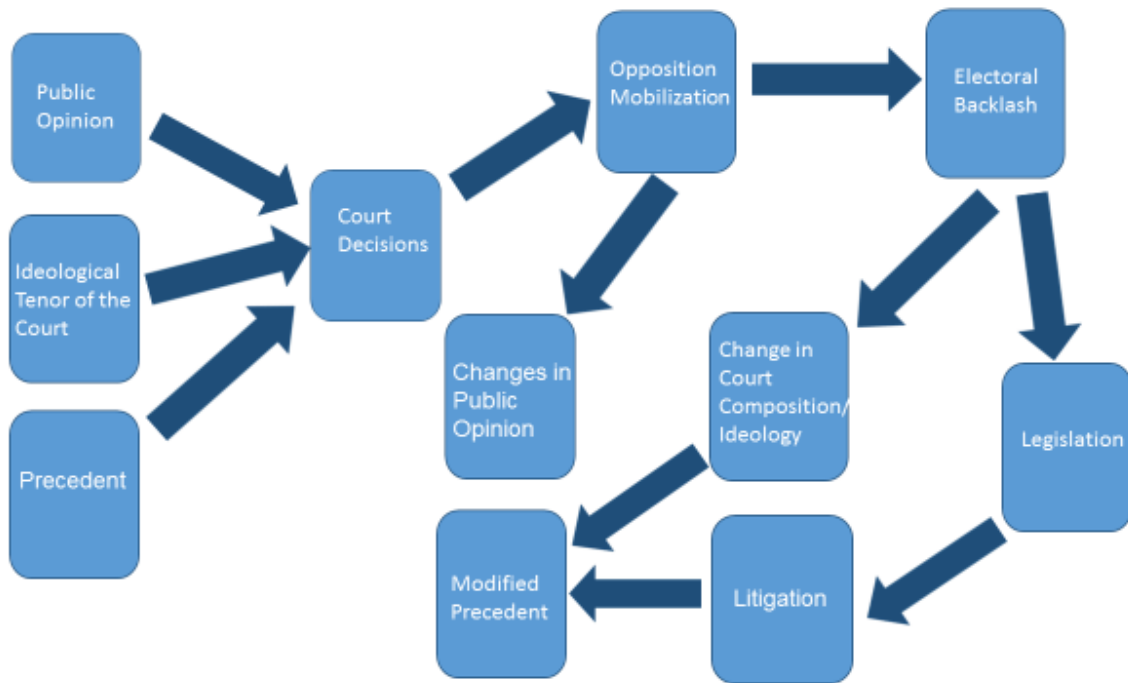 Public
Opinion
Ideological
Tenor of the
Court
Precedent
Court
Decisions
Opposition
Mobilization
Electoral
Backlash
Changes in
Public
Opinion
Change in
Court
Composition/
Ideology
Legislation
Modified
Precedent
Litigation